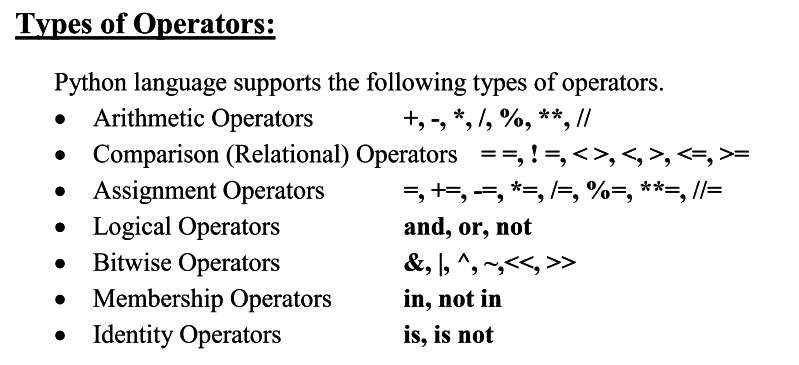 Types of Operators:
Python language supports the following types of operators.
• Arithmetic Operators +, -, *, /, %, **, //
• Comparison (Relational) Operators = =, ! =, < >, <, >, <=, >=
• Assignment Operators =, +=, -=, *=, /=, %=, **=, //=
• Logical Operators and, or, not
• Bitwise Operators &, |, ^, ~,<<, >>
• Membership Operators in, not in
• Identity Operators is, is not